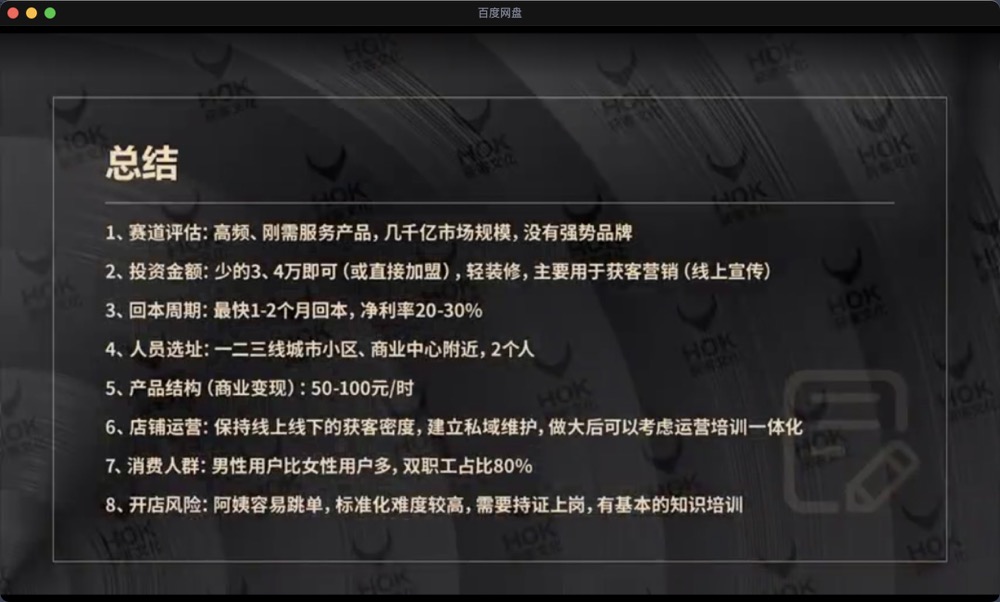 百度网盘
总结
1、赛道评估：高频、刚需服务产品，几千亿市场规模，没有强势品牌
2、投资金额：少的3、4万即可（或直接加盟），轻装修，主要用于获客营销（线上宣传）
3、回本周期：最快1-2个月回本，净利率20-30%
4、人员选址：一二三线城市小区、商业中心附近，2个人
5、产品结构（商业变现）：50-100元/时
6、店铺运营：保持线上线下的获客密度，建立私域维护，做大后可以考虑运营培训一体化
7、消费人群：男性用户比女性用户多，双职工占比80%
8、开店风险：阿姨容易跳单，标准化难度较高，需要持证上岗，有基本的知识培训
HOK